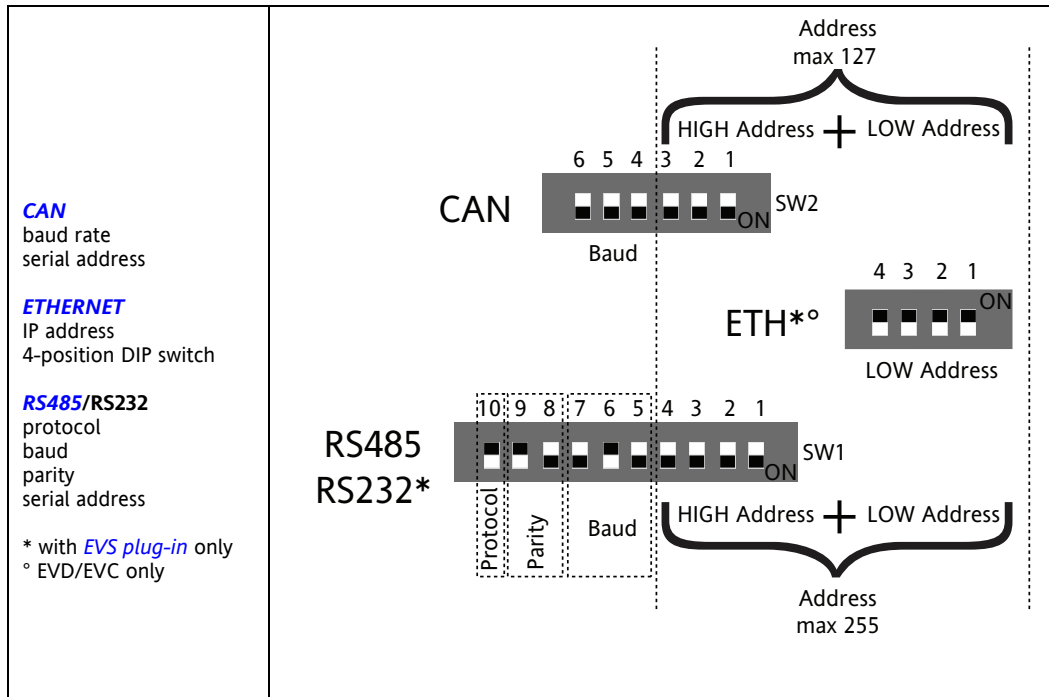 CAN
baud rate
serial address
ETHERNET
IP address
4-position DIP switch
RS485/RS232
protocol
baud
parity
serial address
* with EVS plug-in only
° EVD/EVC only
Address
max 127
HIGH Address + LOW Address
6 5 4 3 2 1
CAN
SW2
ON
Baud
4 3 2 1
ON
ETH*°
LOW Address
10 9 8 7 6 5 4 3 2 1
RS485
RS232*
SW1
ON
Protocol
Parity
Baud
HIGH Address + LOW Address
Address
max 255